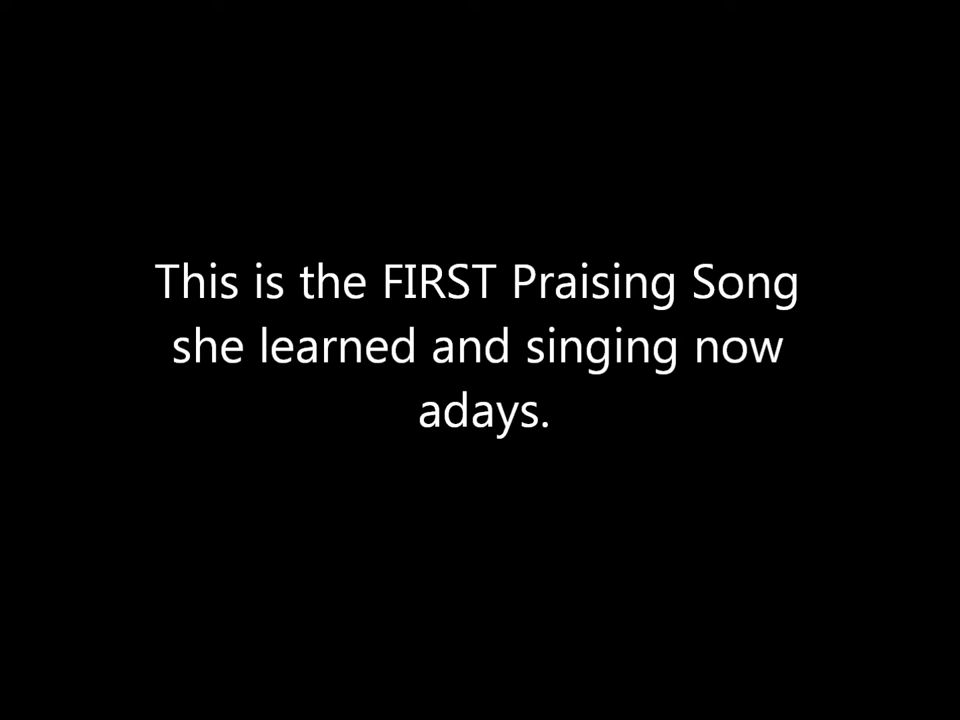 This is the FIRST Praising Song
she learned and singing now
adays.